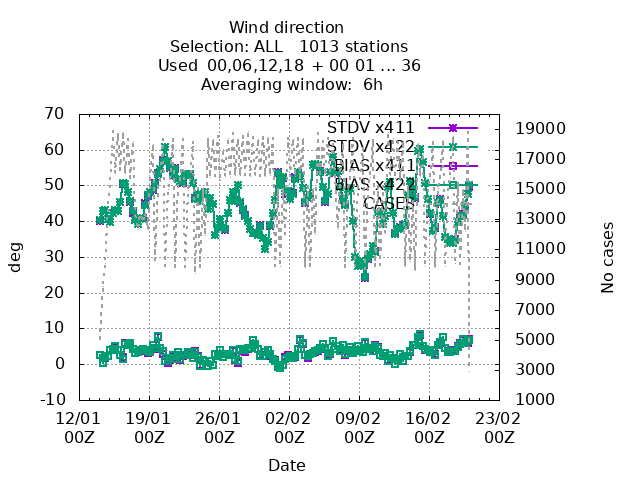 Wind direction
Selection: ALL   1013 stations
Used 00,06,12,18 + 00 01 ... 36
Averaging window:  6h
STDV x411
STDV x422
BIAS x411
BIAS x422
CASES
70
60
50
40
30
20
10
0
-10
deg
19000
17000
15000
13000
11000
9000
7000
5000
3000
1000
No cases
12/01 19/01 26/01 02/02 09/02 16/02 23/02
00Z 00Z 00Z 00Z 00Z 00Z 00Z
Date